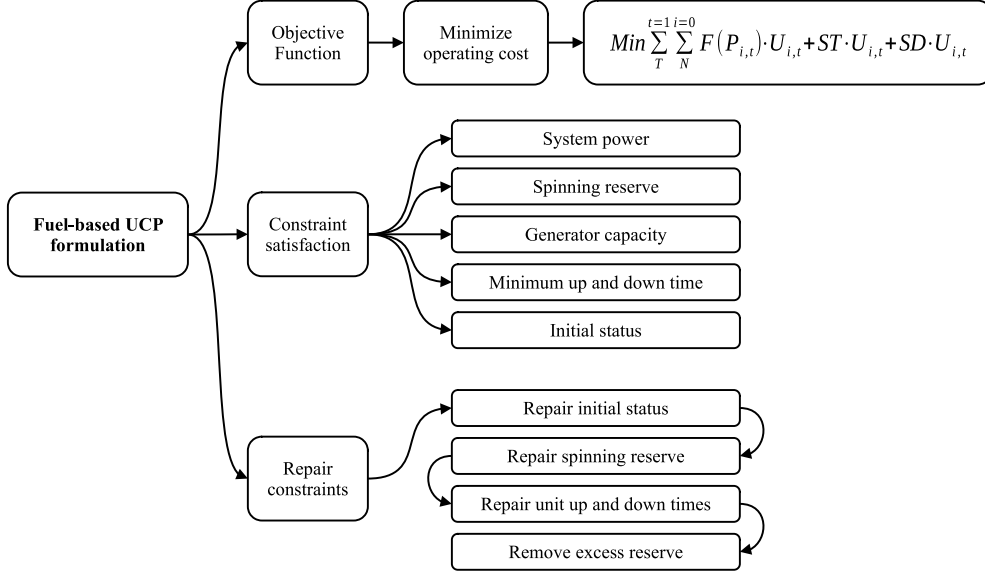 Fuel-based UCP
formulation
Objective
Function
Minimize
operating cost
Min ∑_T^{t=1} ∑_N^{i=0} F(P_{i,t})·U_{i,t}+ST·U_{i,t}+SD·U_{i,t}
Constraint
satisfaction
System power
Spinning reserve
Generator capacity
Minimum up and down time
Initial status
Repair
constraints
Repair initial status
Repair spinning reserve
Repair unit up and down times
Remove excess reserve